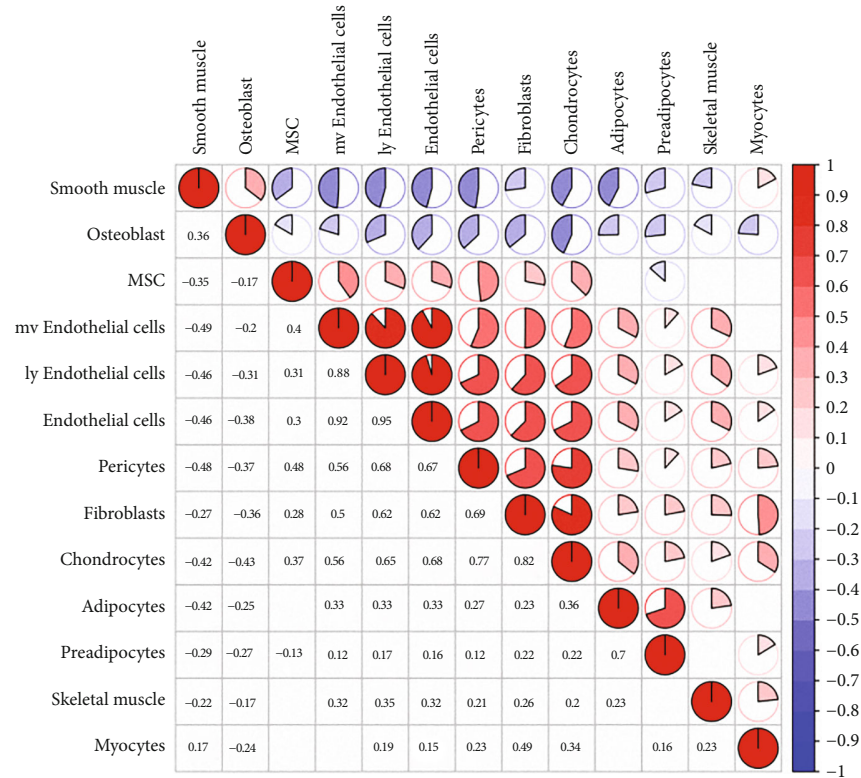 Smooth muscle
Osteoblast
MSC
mv Endothelial cells
ly Endothelial cells
Endothelial cells
Pericytes
Fibroblasts
Chondrocytes
Adipocytes
Preadipocytes
Skeletal muscle
Myocytes
Smooth muscle
Osteoblast 0.36
MSC −0.35 −0.17
mv Endothelial cells −0.49 −0.2 0.4
ly Endothelial cells −0.46 −0.31 0.31 0.88
Endothelial cells −0.46 −0.38 0.3 0.92 0.95
Pericytes −0.48 −0.37 0.48 0.56 0.68 0.67
Fibroblasts −0.27 −0.36 0.28 0.5 0.62 0.62 0.69
Chondrocytes −0.42 −0.43 0.37 0.56 0.65 0.68 0.77 0.82
Adipocytes −0.42 −0.25 0.33 0.33 0.33 0.27 0.23 0.36
Preadipocytes −0.29 −0.27 −0.13 0.12 0.17 0.16 0.12 0.22 0.22 0.7
Skeletal muscle −0.22 −0.17 0.32 0.35 0.32 0.21 0.26 0.2 0.23
Myocytes 0.17 −0.24 0.19 0.15 0.23 0.49 0.34 0.16 0.23
1
0.9
0.8
0.7
0.6
0.5
0.4
0.3
0.2
0.1
0
−0.1
−0.2
−0.3
−0.4
−0.5
−0.6
−0.7
−0.8
−0.9
−1